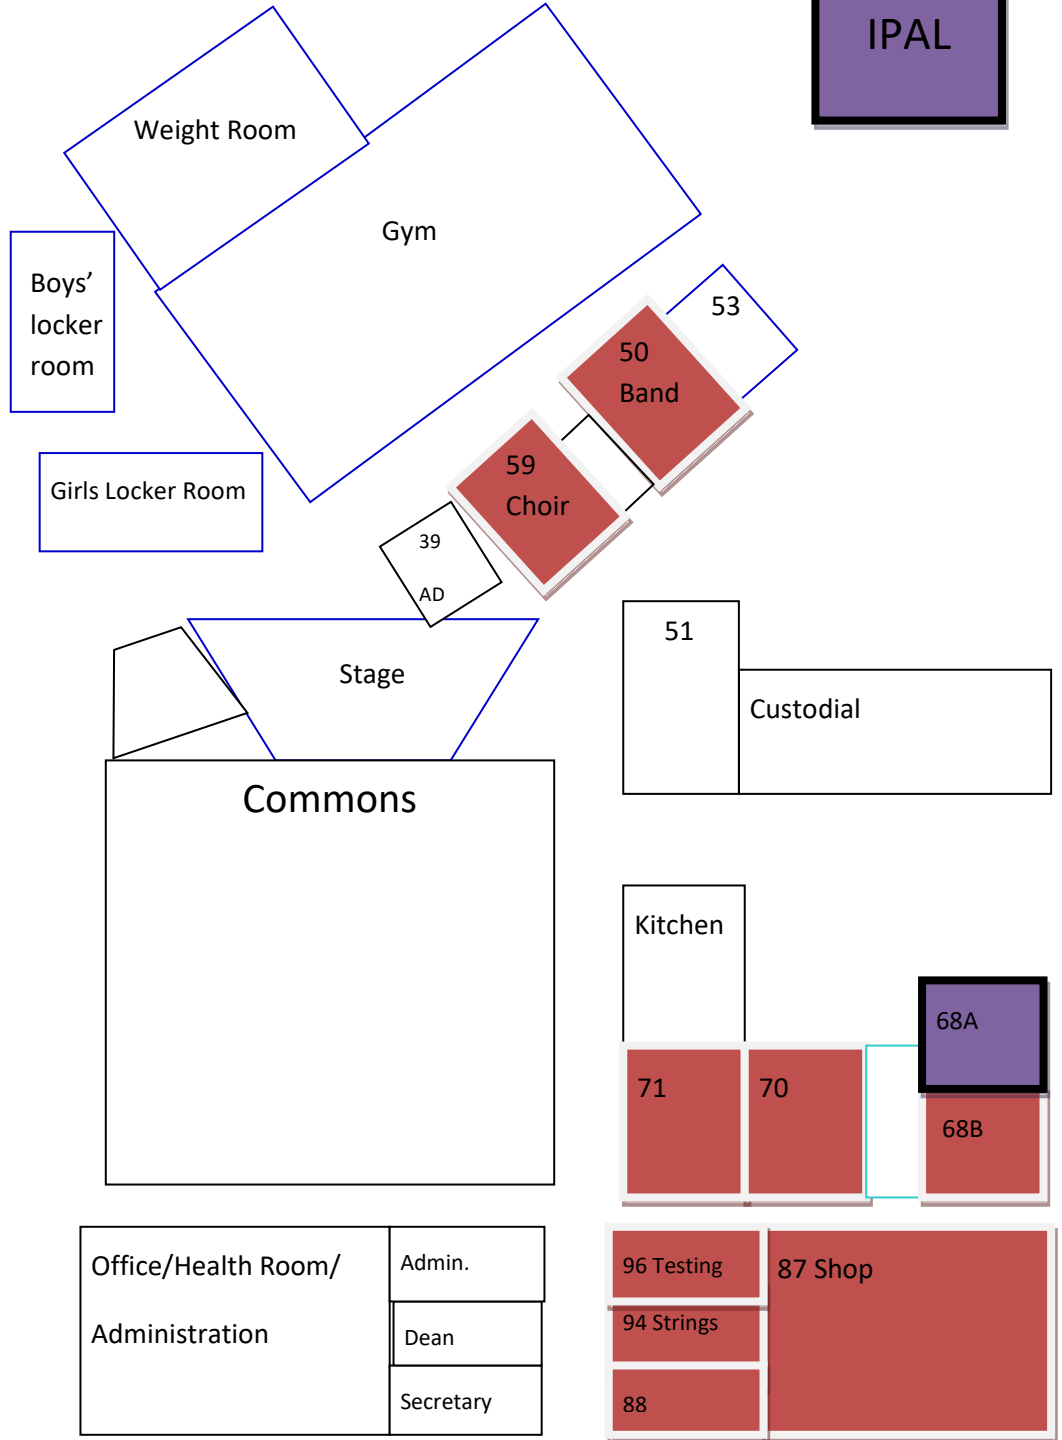 IPAL
Weight Room
Gym
Boys’
locker
room
53
50
Band
59
Choir
Girls Locker Room
39
AD
51
Stage
Custodial
Commons
Kitchen
68A
71
70
68B
Office/Health Room/
Administration
Admin.
Dean
Secretary
96 Testing
87 Shop
94 Strings
88